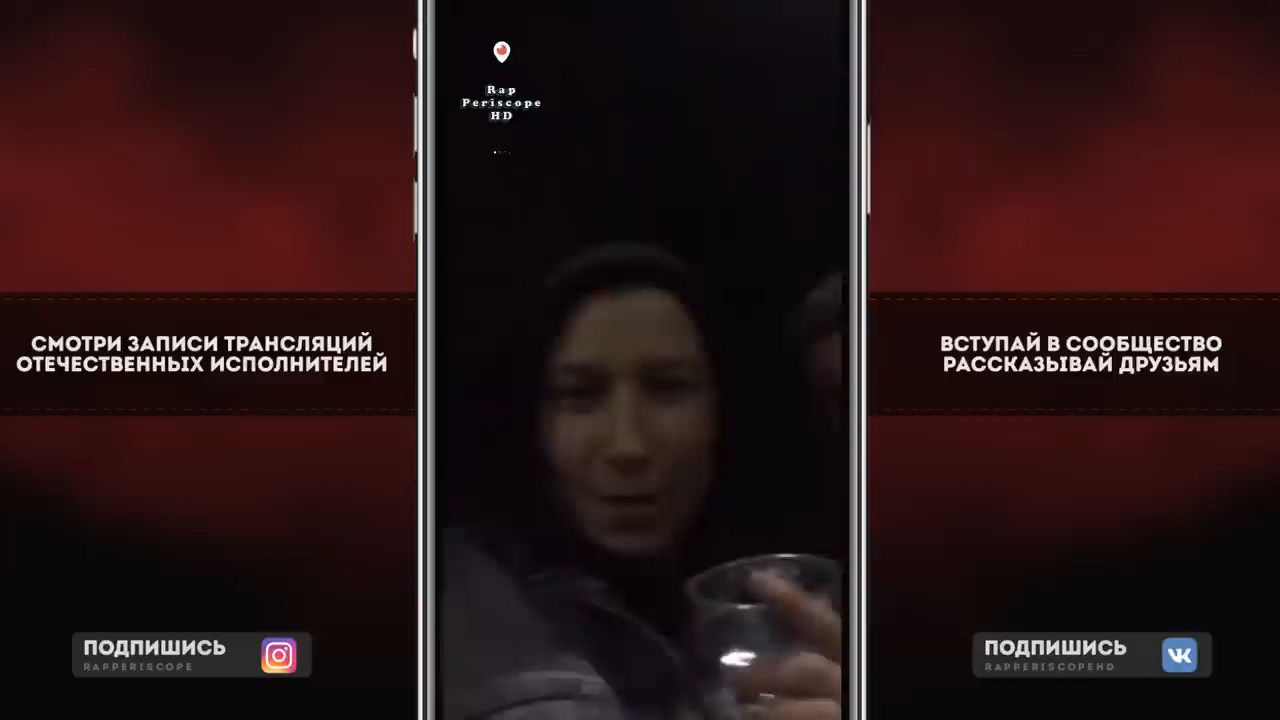 Rap
Periscope
HD
СМОТРИ ЗАПИСИ ТРАНСЛЯЦИЙ
ОТЕЧЕСТВЕННЫХ ИСПОЛНИТЕЛЕЙ
ВСТУПАЙ В СООБЩЕСТВО
РАССКАЗЫВАЙ ДРУЗЬЯМ
ПОДПИШИСЬ
RAPPERISCOPE
ПОДПИШИСЬ
RAPPERISCOPEHD